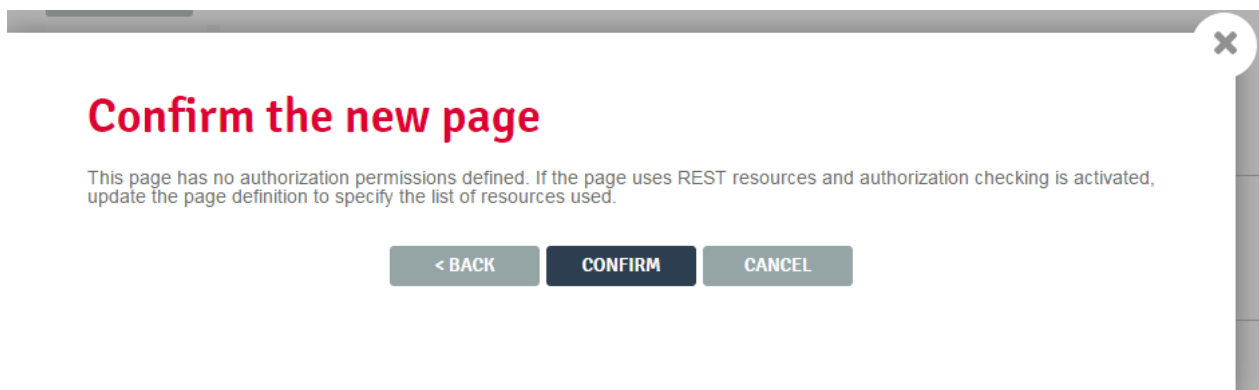 Confirm the new page
This page has no authorization permissions defined. If the page uses REST resources and authorization checking is activated,
update the page definition to specify the list of resources used.
< BACK CONFIRM CANCEL